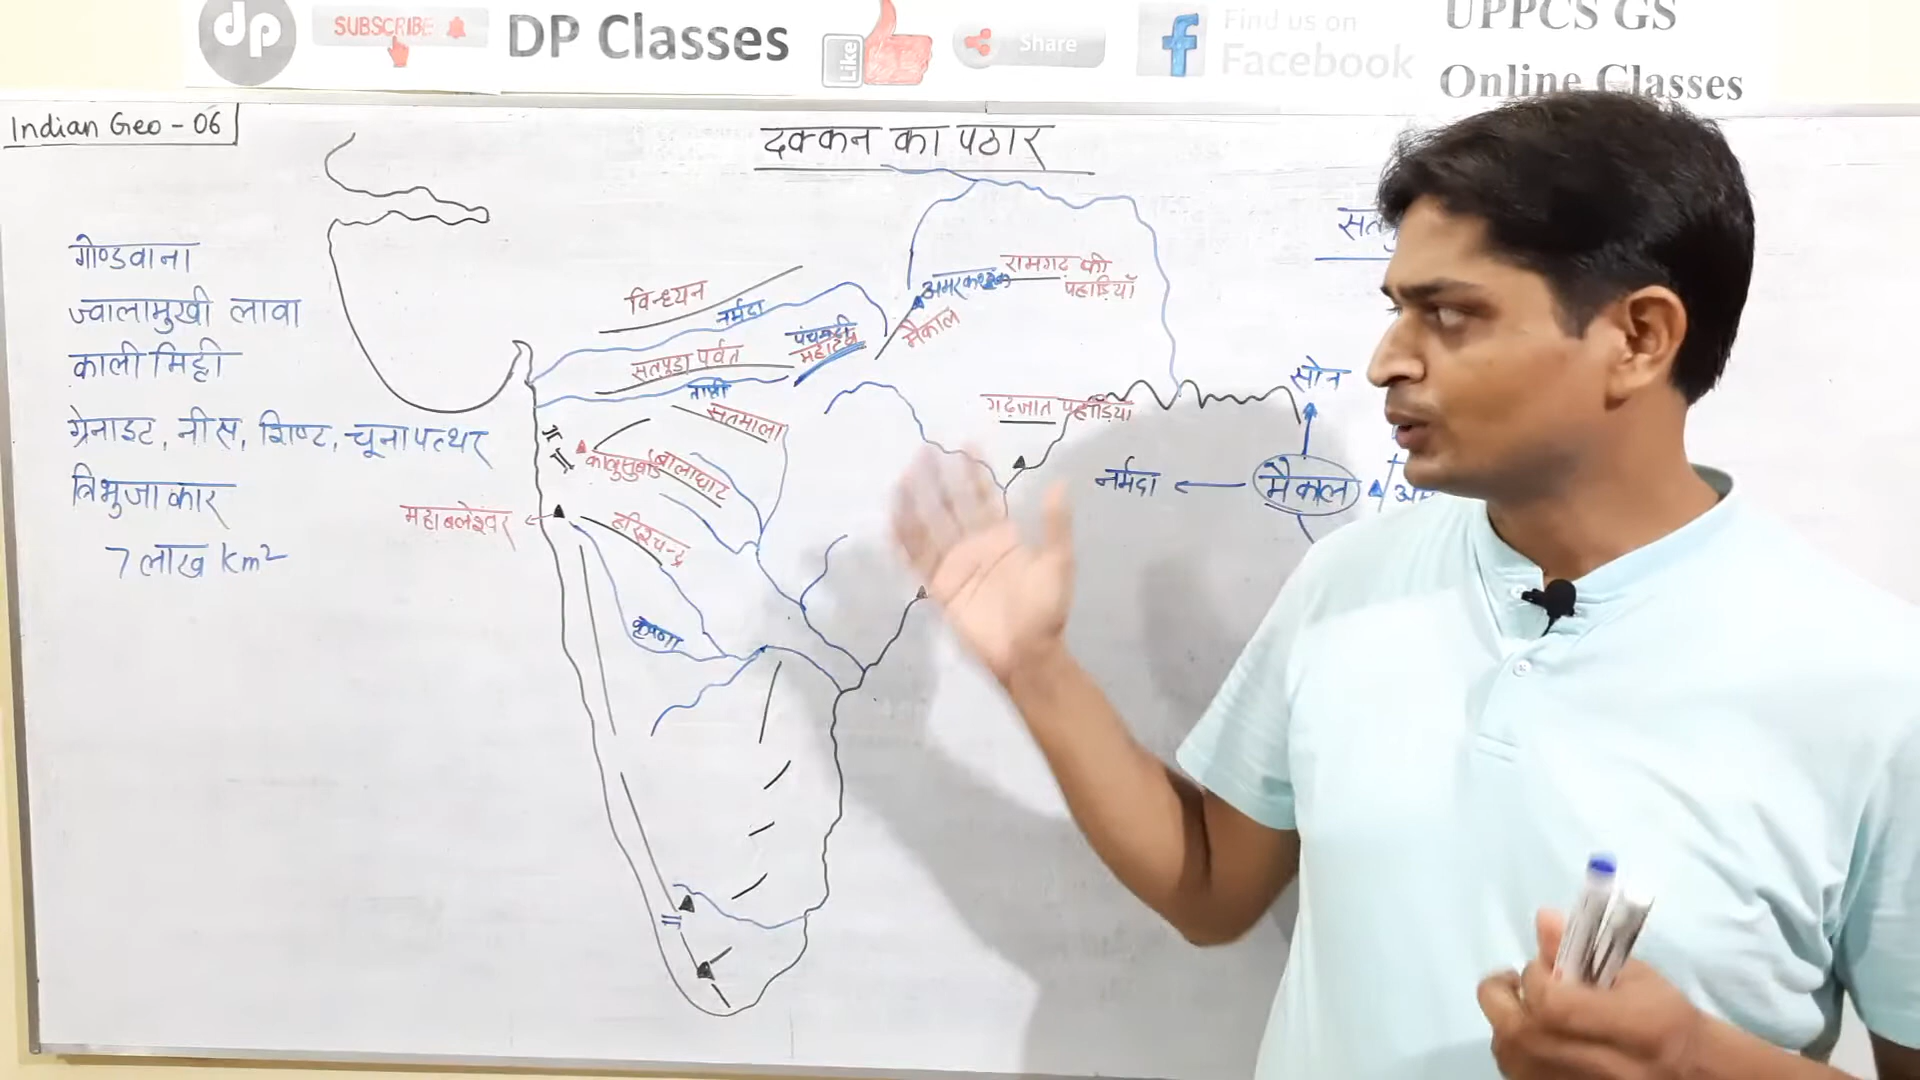 dp
SUBSCRIBE
DP Classes
Like
Share
Find us on
Facebook
UPPCS GS
Online Classes
Indian Geo - 06
दक्कन का पठार
गोण्डवाना
ज्वालामुखी लावा
काली मिट्टी
ग्रेनाइट, नीस, शिष्ट, चूना पत्थर
त्रिभुजाकार
7 लाख Km²
विन्ध्यन
नर्मदा
सतपुड़ा पर्वत
पंचमढ़ी
महादेव
ताप्ती
सतमाला
अमरकण्टक
रामगढ़ की
पहाड़ियाँ
मैकाल
गढ़जात पहाड़ियाँ
बालाघाट
महाबलेश्वर
हरिश्चन्द्र
कृष्णा
सोन
नर्मदा
मैकाल